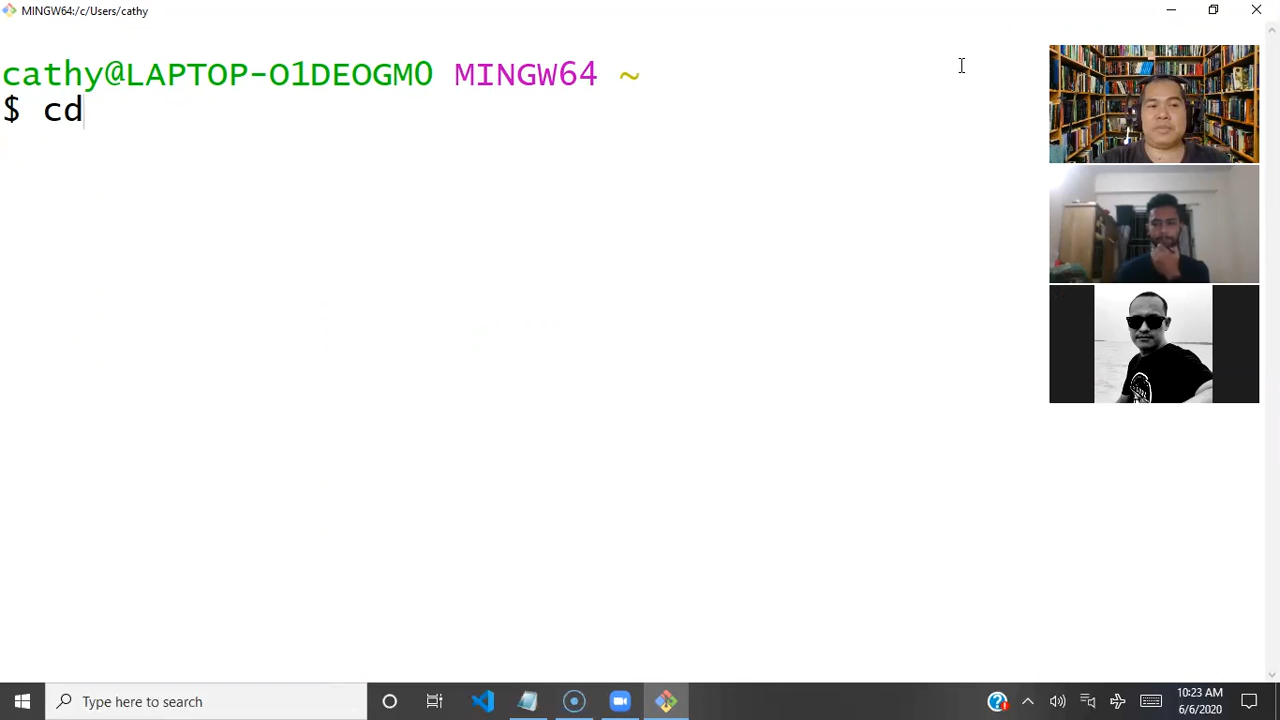 MINGW64:/c/Users/cathy
cathy@LAPTOP-O1DEOGM0 MINGW64 ~
$ cd
Type here to search
10:23 AM
6/6/2020